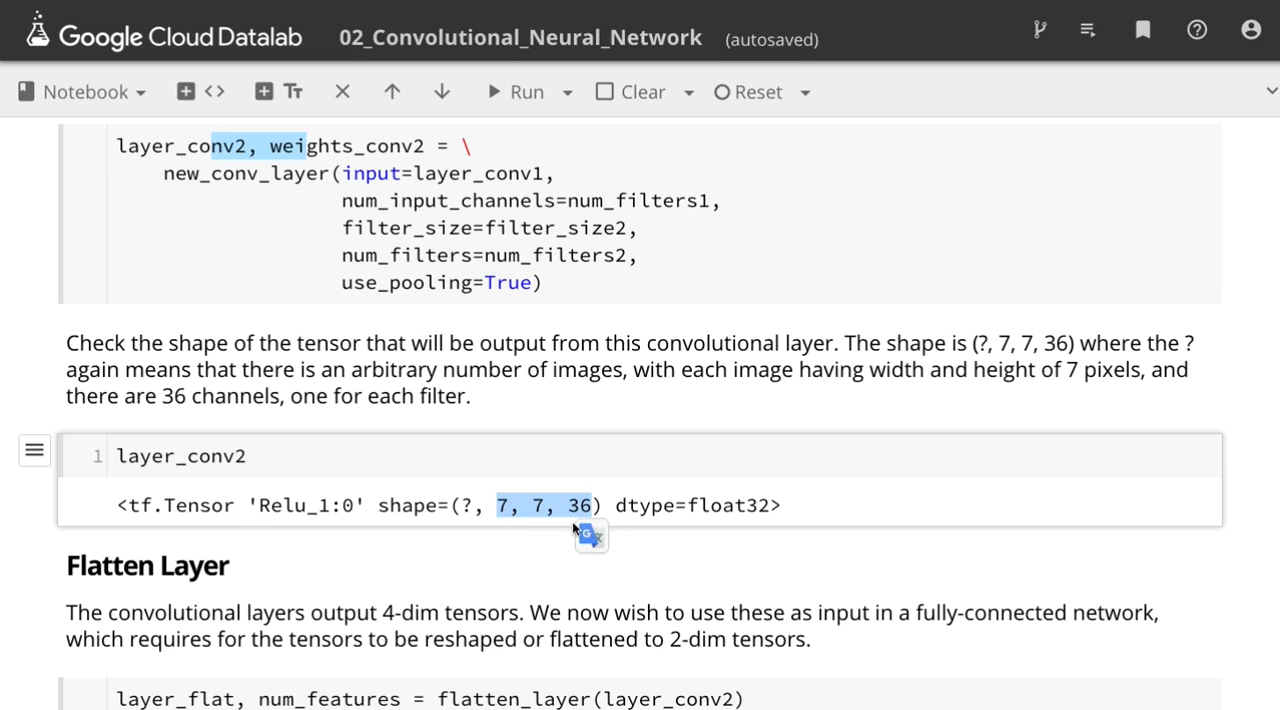 Google Cloud Datalab 02_Convolutional_Neural_Network (autosaved)
Notebook Run Clear Reset
layer_conv2, weights_conv2 = \
new_conv_layer(input=layer_conv1,
num_input_channels=num_filters1,
filter_size=filter_size2,
num_filters=num_filters2,
use_pooling=True)
Check the shape of the tensor that will be output from this convolutional layer. The shape is (?, 7, 7, 36) where the ?
again means that there is an arbitrary number of images, with each image having width and height of 7 pixels, and
there are 36 channels, one for each filter.
1 layer_conv2
<tf.Tensor 'Relu_1:0' shape=(?, 7, 7, 36) dtype=float32>
Flatten Layer
The convolutional layers output 4-dim tensors. We now wish to use these as input in a fully-connected network,
which requires for the tensors to be reshaped or flattened to 2-dim tensors.
layer_flat, num_features = flatten_layer(layer_conv2)